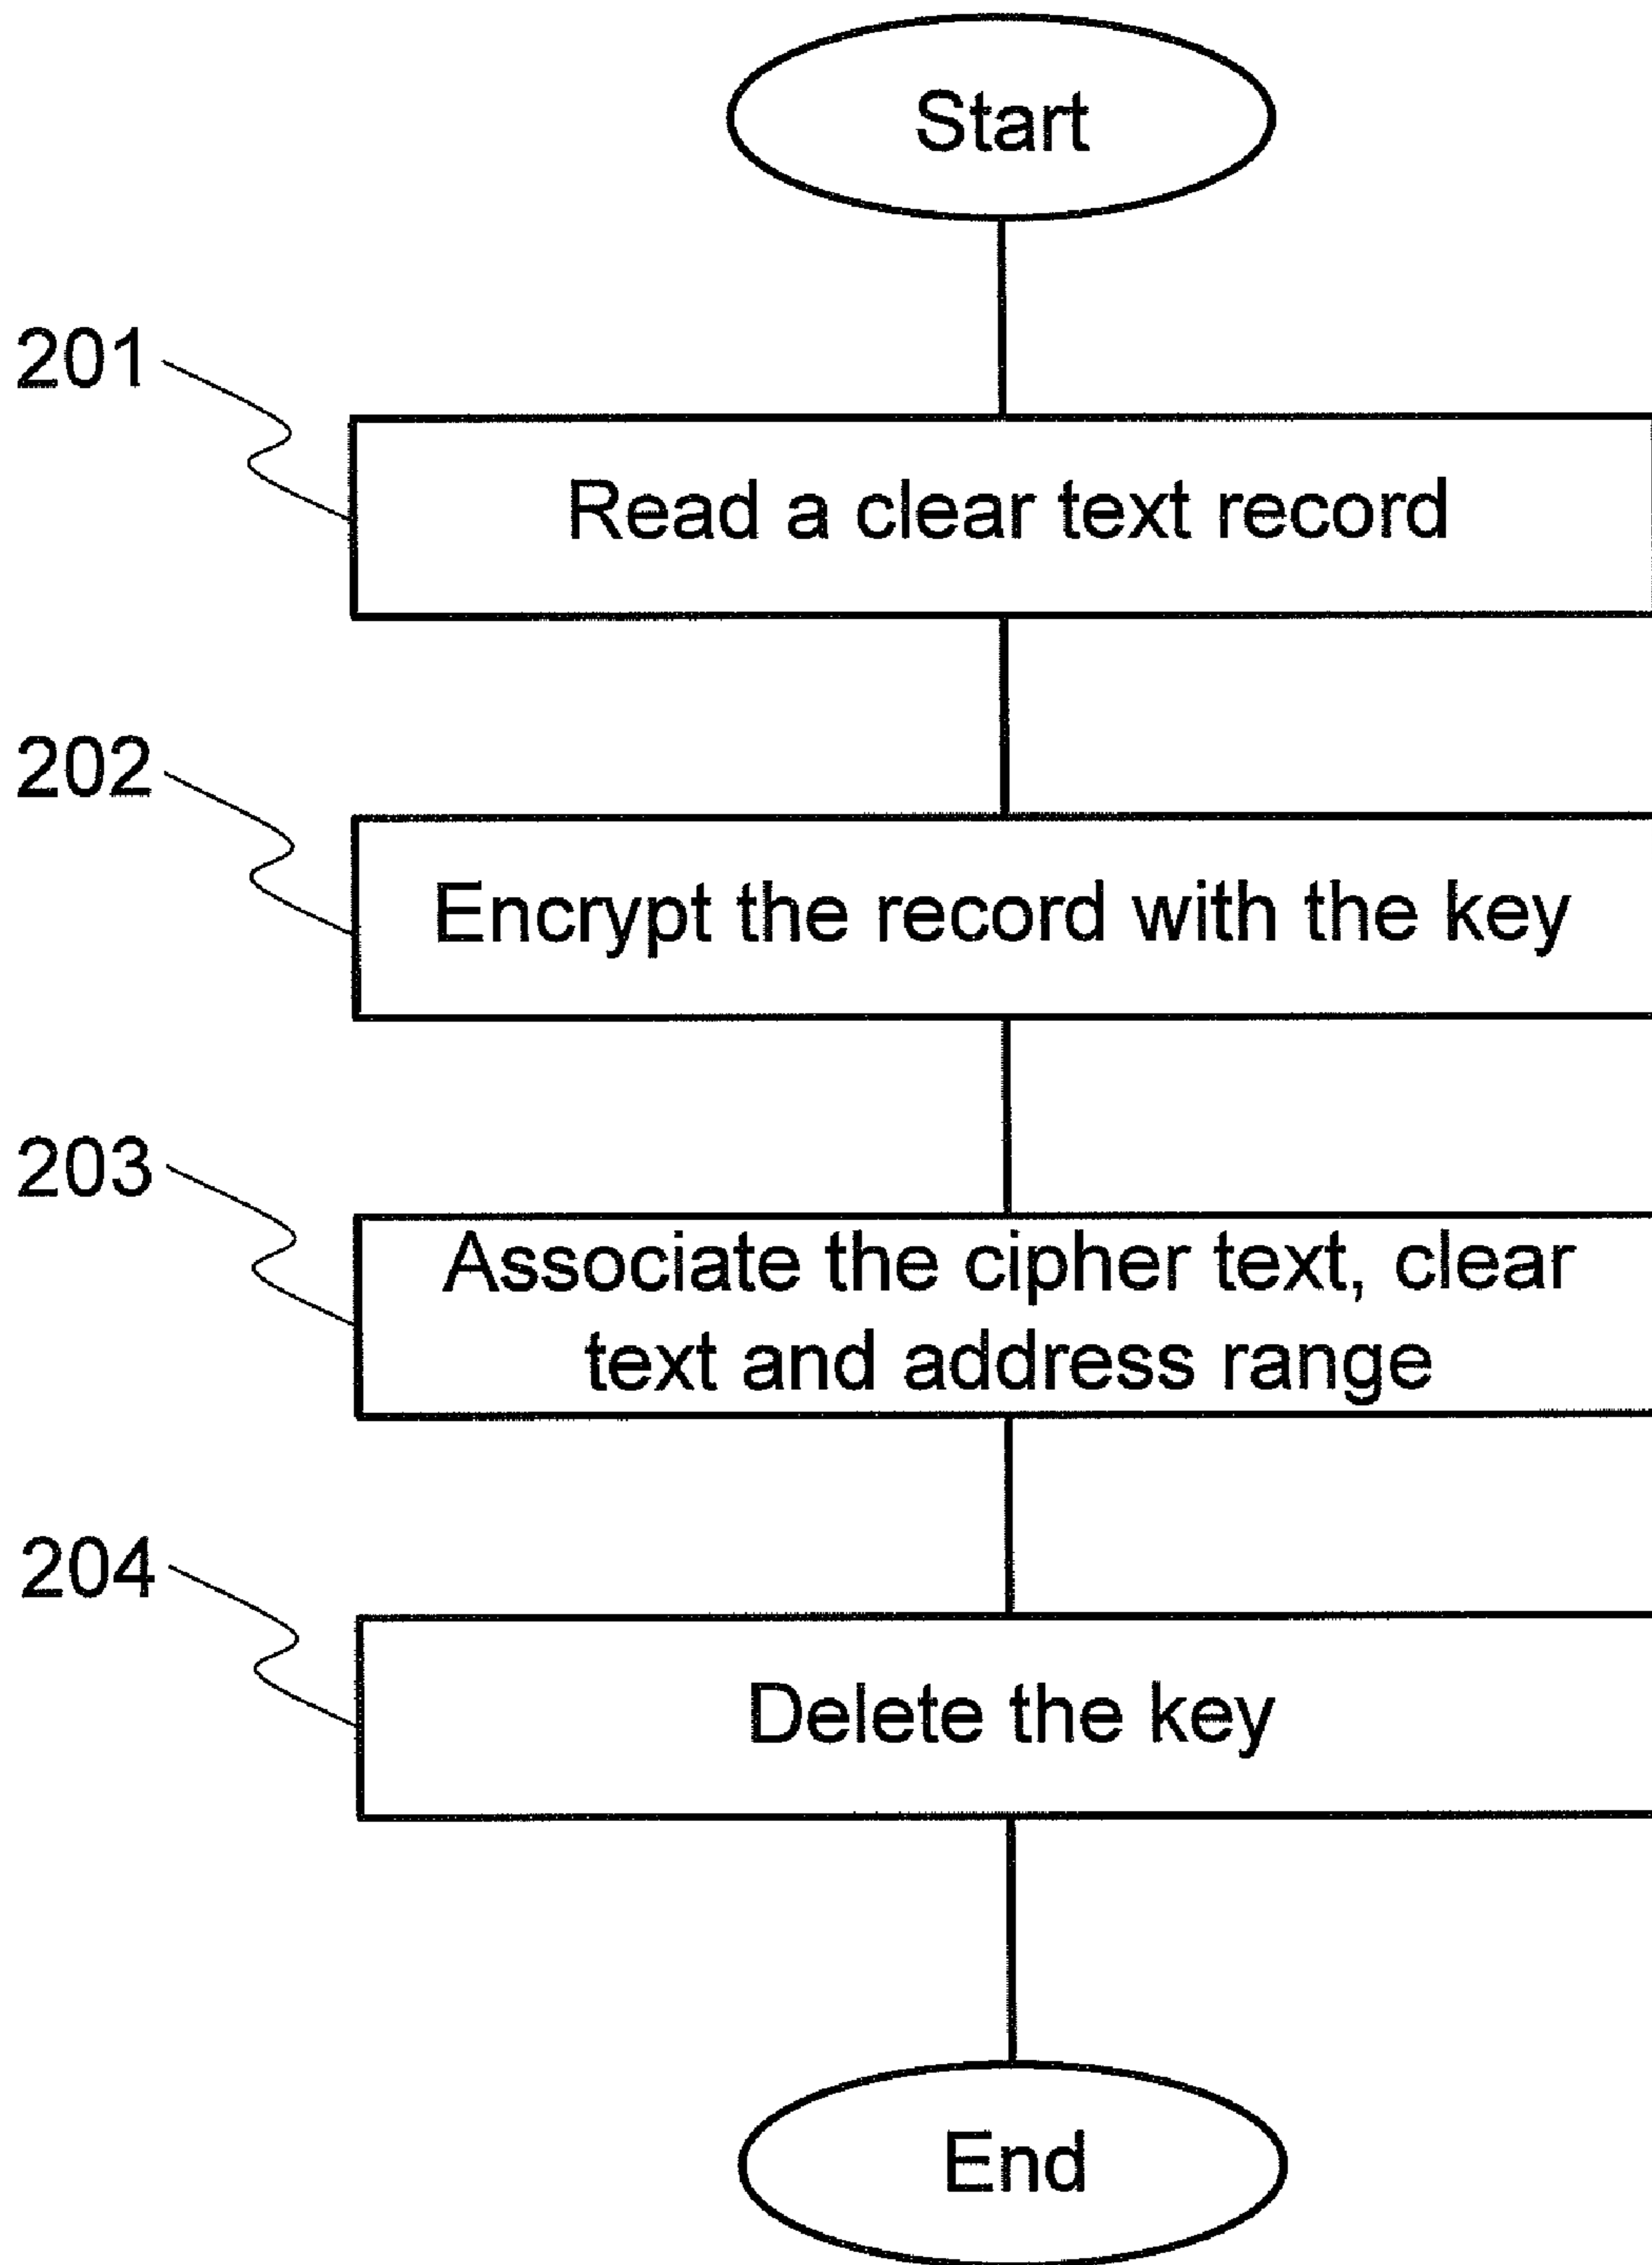 Start
201
Read a clear text record
202
Encrypt the record with the key
203
Associate the cipher text, clear
text and address range
204
Delete the key
End